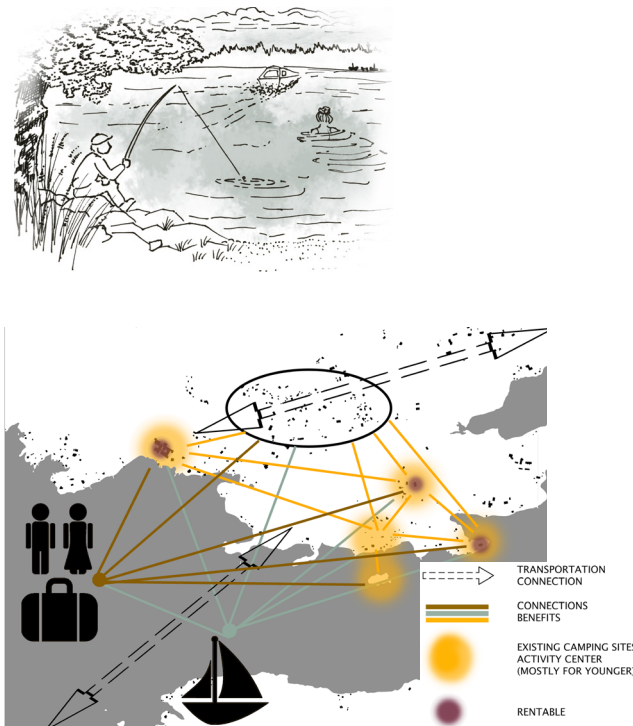 TRANSPORTATION
CONNECTION
CONNECTIONS
BENEFITS
EXISTING CAMPING SITES
ACTIVITY CENTER
(MOSTLY FOR YOUNGER)
RENTABLE